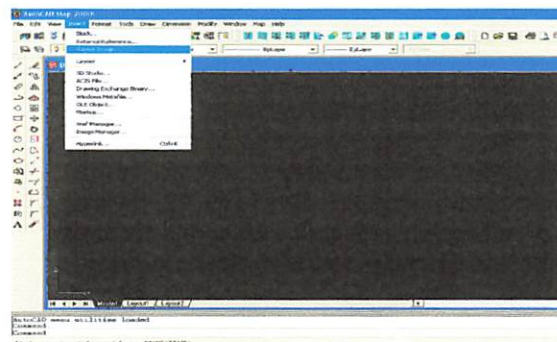 AutoCAD Map 2000i
File Edit View Insert Format Tools Draw Dimension Modify Window Map Help
Block...
External Reference...
ByLayer ByLayer
Layout
3D Studio...
ACIS File...
Drawing Exchange Binary...
Windows Metafile...
OLE Object...
Markup...
Xref Manager...
Image Manager...
Hyperlink... Ctrl+K
Model Layout1 Layout2
AutoCAD menu utilities loaded
Command
Command